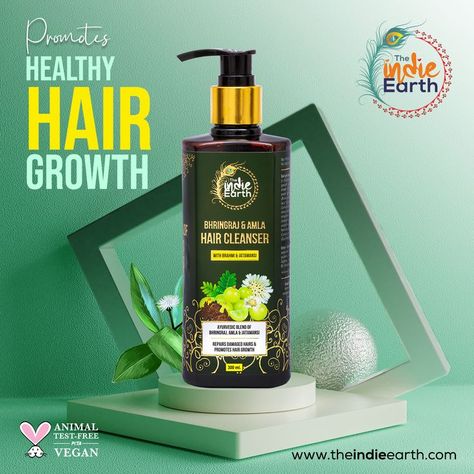 Promotes
HEALTHY
HAIR
GROWTH
The
indie
Earth
The
indie
Earth
BHRINGRAJ & AMLA
HAIR CLEANSER
WITH BRAHMI & JATAMANSI
AYURVEDIC BLEND OF
BHRINGRAJ, AMLA & JATAMANSI
REPAIRS DAMAGED HAIRS &
PROMOTES HAIR GROWTH
300 mL
ANIMAL
TEST-FREE
PETA
VEGAN
www.theindieearth.com